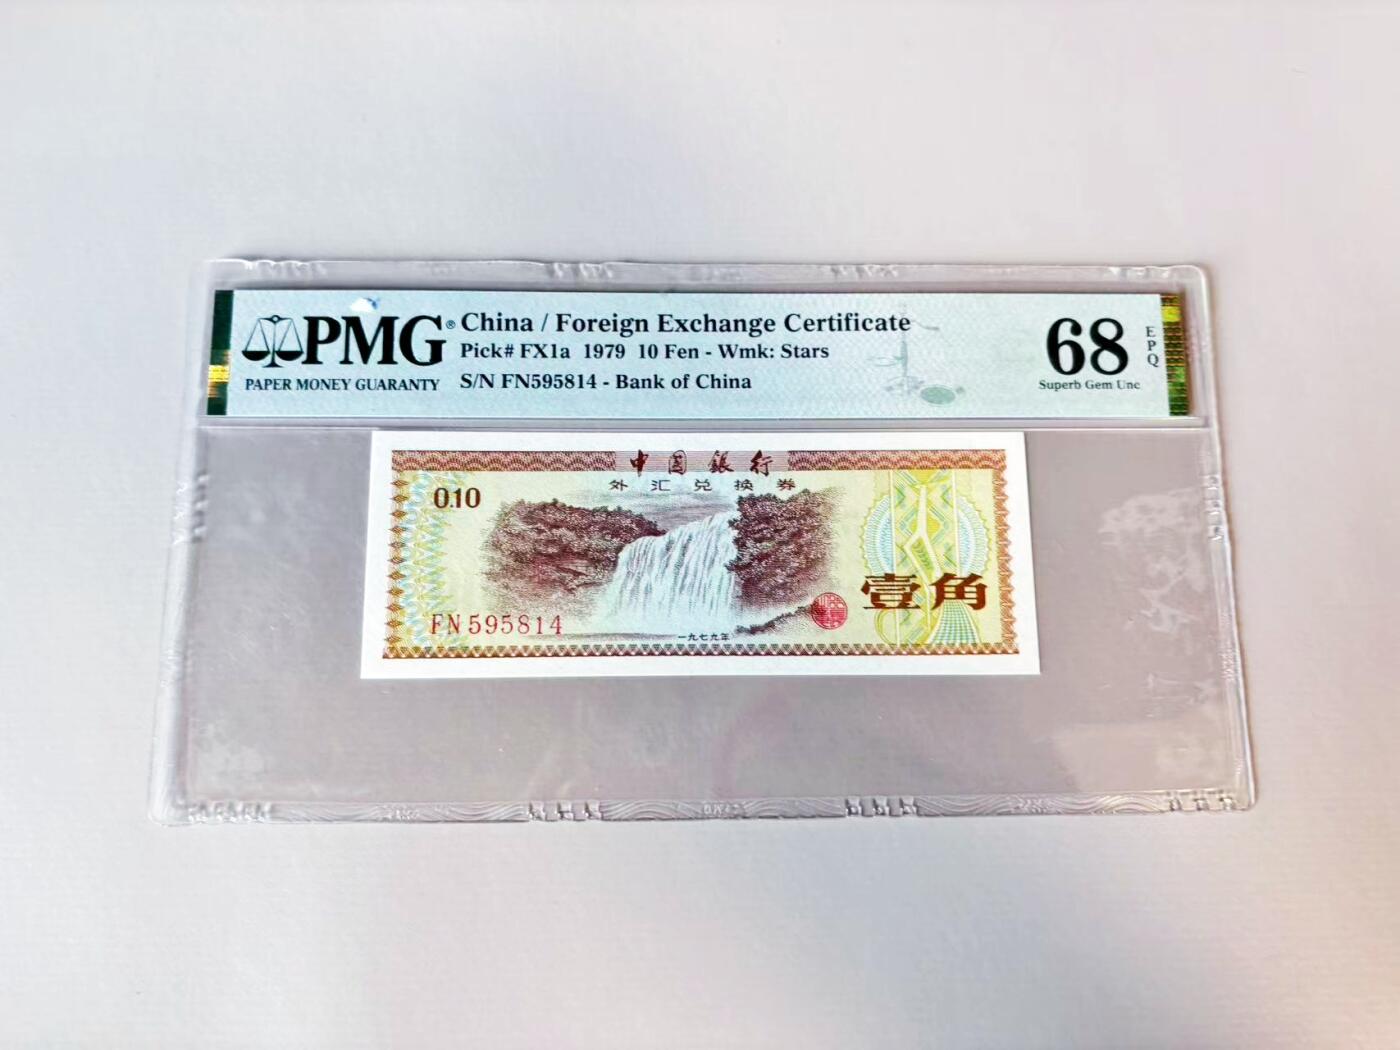 PMG®
PAPER MONEY GUARANTY
China / Foreign Exchange Certificate
Pick# FX1a 1979 10 Fen - Wmk: Stars
S/N FN595814 - Bank of China
68
EPQ
Superb Gem Unc
中国銀行
外汇兑换券
0.10
壹角
FN595814
一九七九年